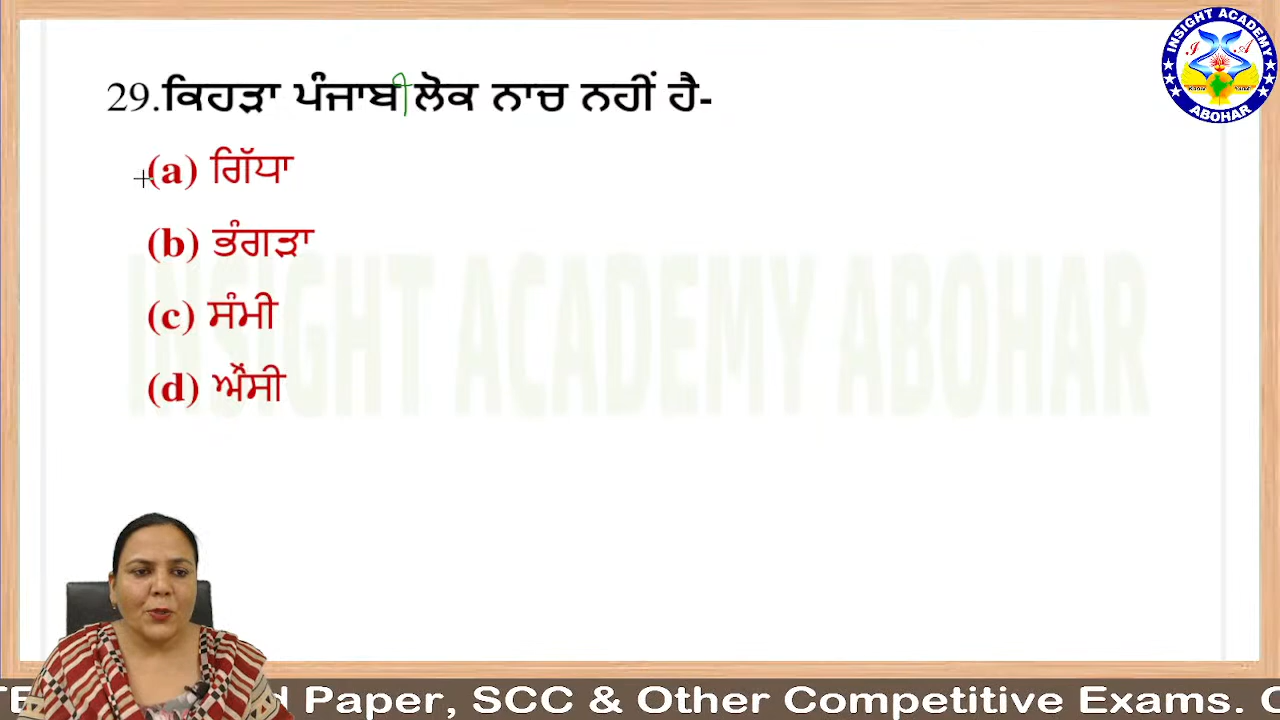 INSIGHT ACADEMY
I A
ABOHAR
29.ਕਿਹੜਾ ਪੰਜਾਬੀ ਲੋਕ ਨਾਚ ਨਹੀਂ ਹੈ-
(a) ਗਿੱਧਾ
(b) ਭੰਗੜਾ
(c) ਸੰਮੀ
(d) ਔਂਸੀ
INSIGHT ACADEMY ABOHAR
d Paper, SCC & Other Competitive Exams.